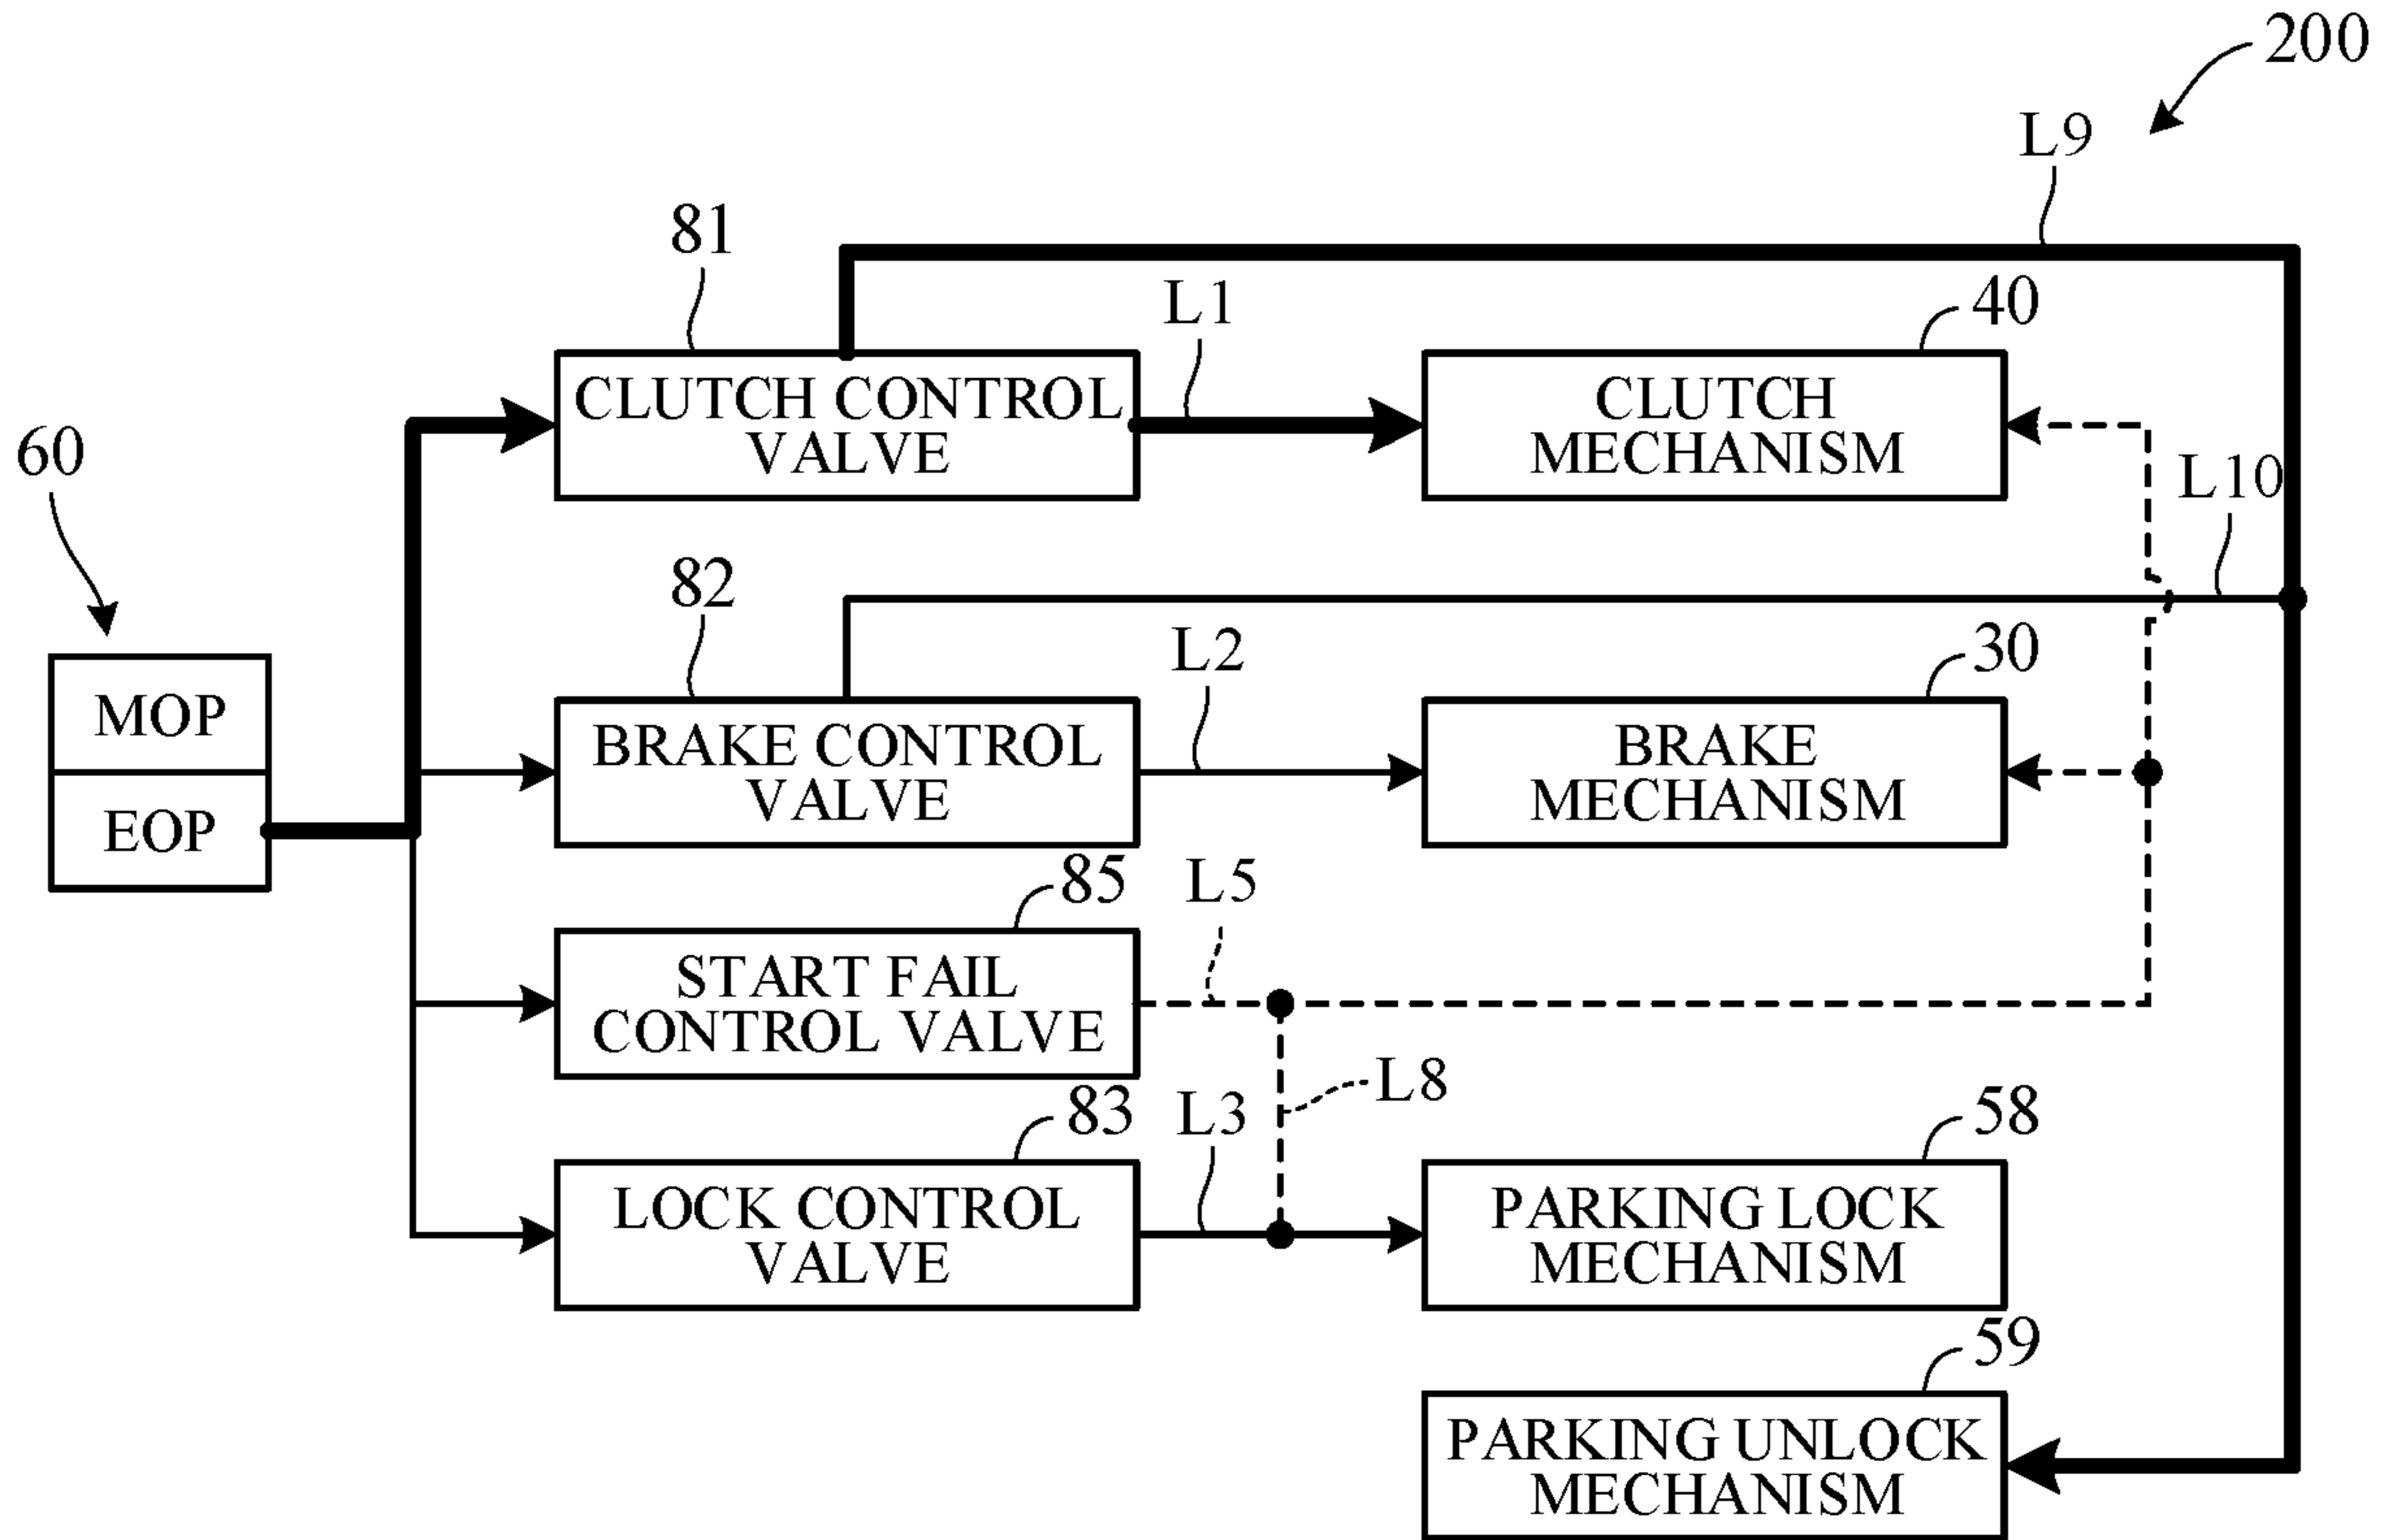 200
L9
81
L1
40
CLUTCH CONTROL
VALVE
CLUTCH
MECHANISM
60
L10
82
L2
30
MOP
EOP
BRAKE CONTROL
VALVE
BRAKE
MECHANISM
85
L5
START FAIL
CONTROL VALVE
L8
83
L3
58
LOCK CONTROL
VALVE
PARKING LOCK
MECHANISM
59
PARKING UNLOCK
MECHANISM